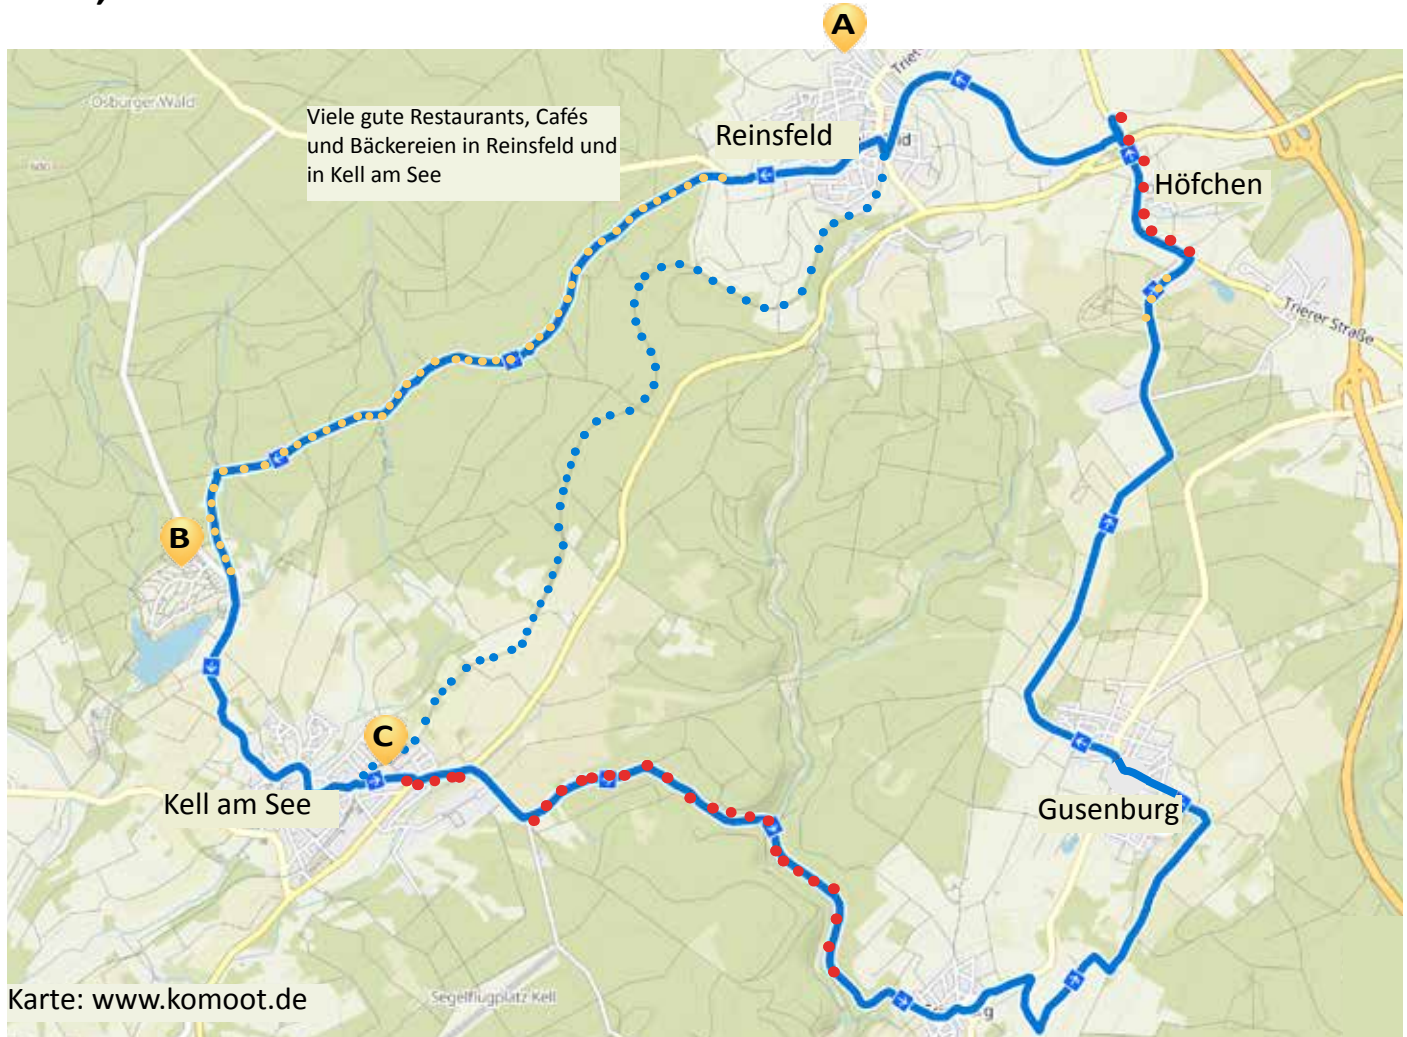 A
Trier
Osburger Wald
Viele gute Restaurants, Cafés
und Bäckereien in Reinsfeld und
in Kell am See
Reinsfeld
Höfchen
Trierer Straße
B
C
Kell am See
Gusenburg
Segelflugplatz Kell
Karte: www.komoot.de